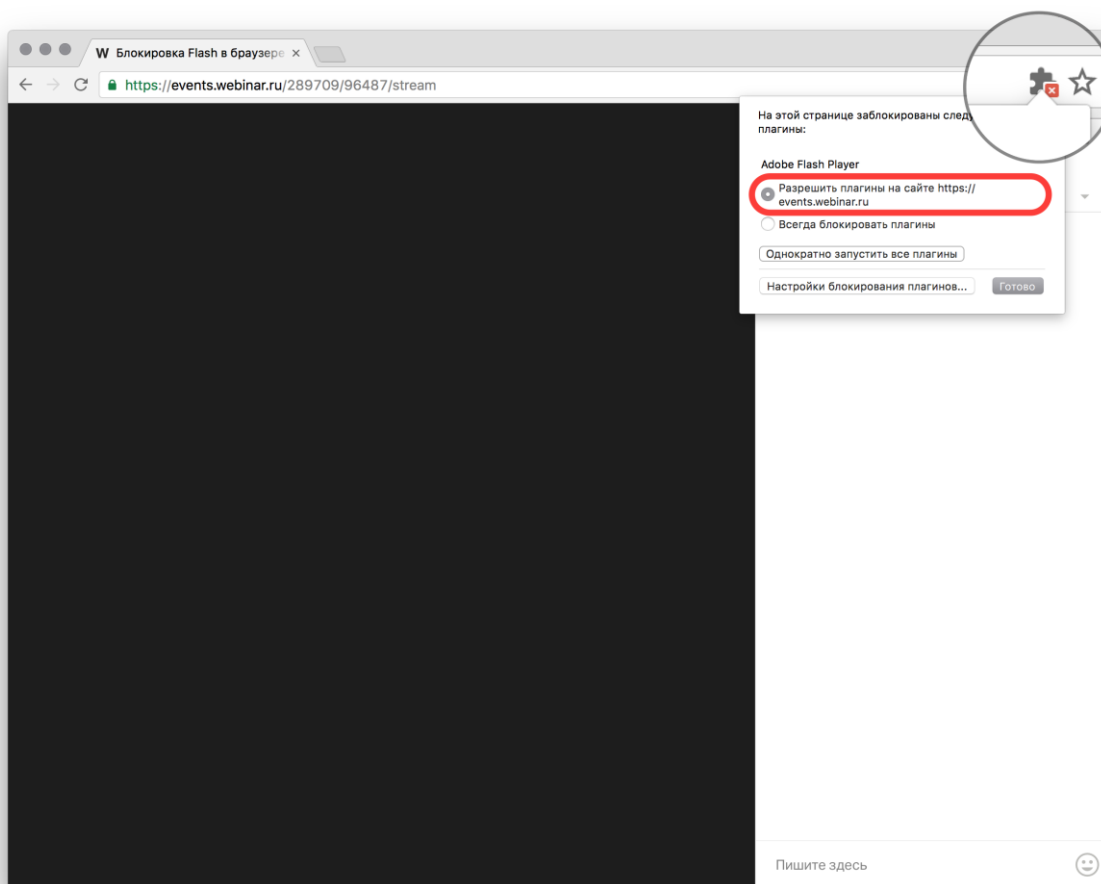 W Блокировка Flash в браузере
https://events.webinar.ru/289709/96487/stream
На этой странице заблокированы
плагины:
Adobe Flash Player
Разрешить плагины на сайте https://
events.webinar.ru
Всегда блокировать плагины
Однократно запустить все плагины
Настройки блокирования плагинов...
Готово
Пишите здесь